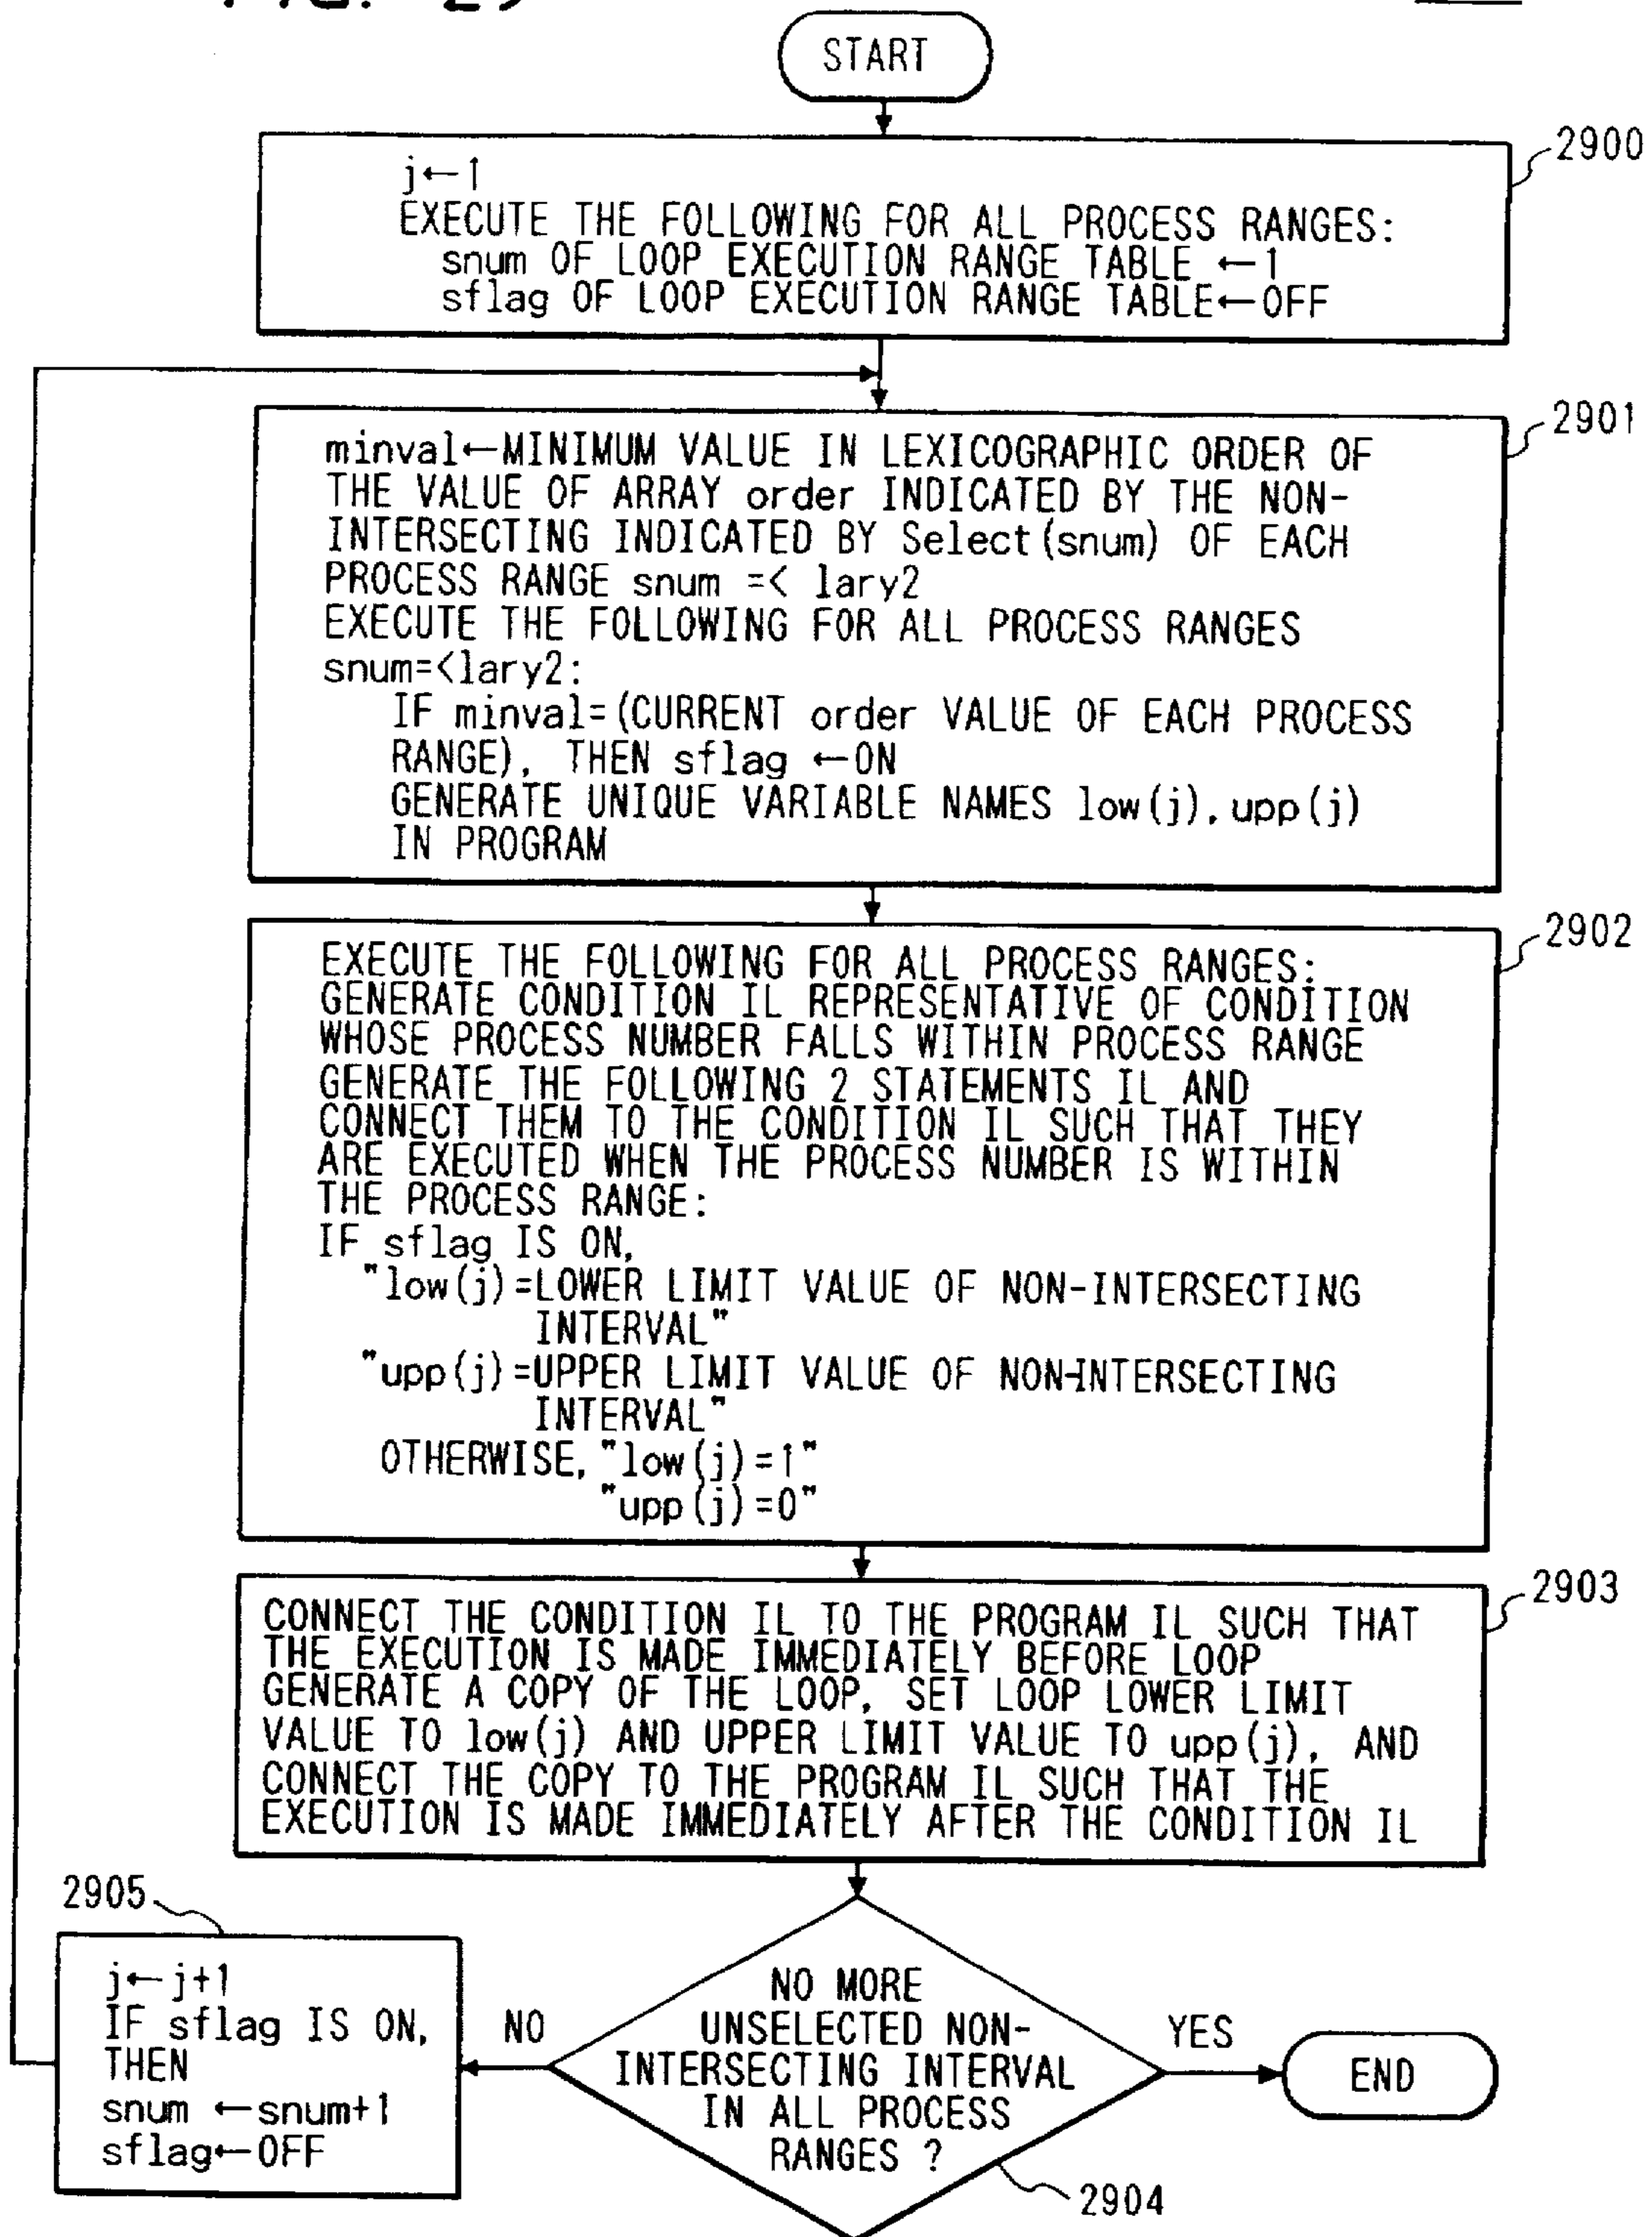 FIG. 29
START
2900
j←1
EXECUTE THE FOLLOWING FOR ALL PROCESS RANGES:
snum OF LOOP EXECUTION RANGE TABLE ←1
sflag OF LOOP EXECUTION RANGE TABLE←OFF
2901
minval←MINIMUM VALUE IN LEXICOGRAPHIC ORDER OF
THE VALUE OF ARRAY order INDICATED BY THE NON-
INTERSECTING INDICATED BY Select(snum) OF EACH
PROCESS RANGE snum =< lary2
EXECUTE THE FOLLOWING FOR ALL PROCESS RANGES
snum=<lary2:
IF minval=(CURRENT order VALUE OF EACH PROCESS
RANGE), THEN sflag ←ON
GENERATE UNIQUE VARIABLE NAMES low(j),upp(j)
IN PROGRAM
2902
EXECUTE THE FOLLOWING FOR ALL PROCESS RANGES:
GENERATE CONDITION IL REPRESENTATIVE OF CONDITION
WHOSE PROCESS NUMBER FALLS WITHIN PROCESS RANGE
GENERATE THE FOLLOWING 2 STATEMENTS IL AND
CONNECT THEM TO THE CONDITION IL SUCH THAT THEY
ARE EXECUTED WHEN THE PROCESS NUMBER IS WITHIN
THE PROCESS RANGE:
IF sflag IS ON,
"low(j)=LOWER LIMIT VALUE OF NON-INTERSECTING
INTERVAL"
"upp(j)=UPPER LIMIT VALUE OF NON-INTERSECTING
INTERVAL"
OTHERWISE, "low(j)=1"
"upp(j)=0"
2903
CONNECT THE CONDITION IL TO THE PROGRAM IL SUCH THAT
THE EXECUTION IS MADE IMMEDIATELY BEFORE LOOP
GENERATE A COPY OF THE LOOP, SET LOOP LOWER LIMIT
VALUE TO low(j) AND UPPER LIMIT VALUE TO upp(j), AND
CONNECT THE COPY TO THE PROGRAM IL SUCH THAT THE
EXECUTION IS MADE IMMEDIATELY AFTER THE CONDITION IL
2905
j←j+1
IF sflag IS ON,
THEN
snum ←snum+1
sflag←OFF
NO
NO MORE
UNSELECTED NON-
INTERSECTING INTERVAL
IN ALL PROCESS
RANGES ?
YES
END
2904